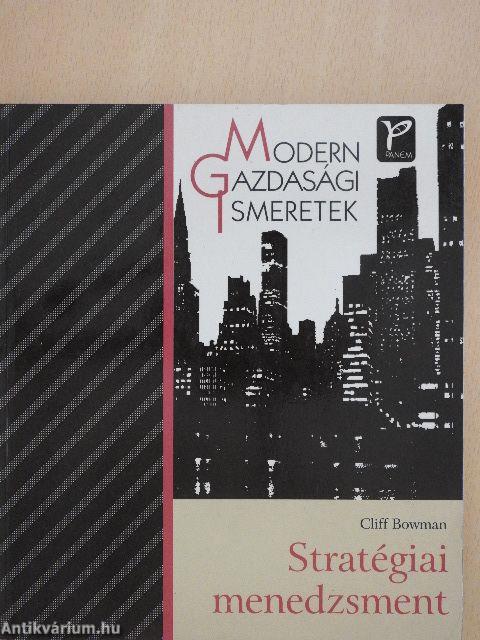 MODERN
GAZDASÁGI
ISMERETEK
PANEM
Cliff Bowman
Stratégiai
menedzsment
Antikvárium.hu